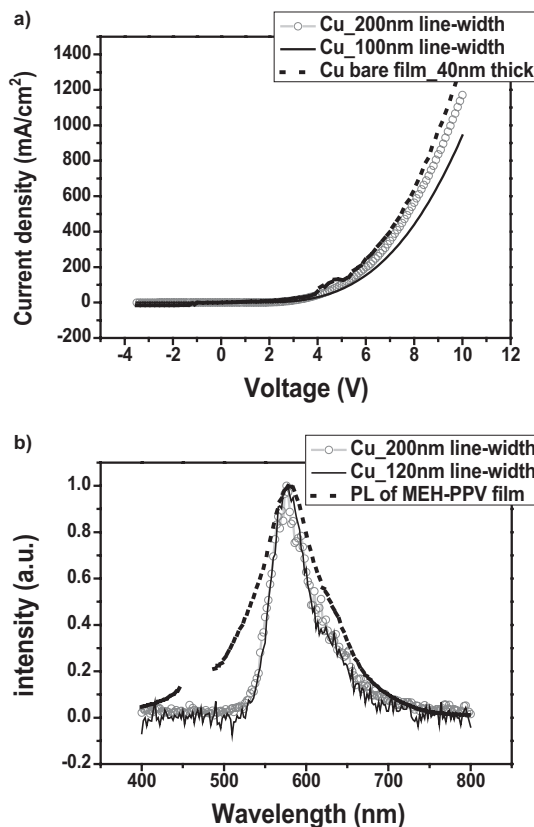 a)
Cu_200nm line-width
Cu_100nm line-width
Cu bare film_40nm thick
Current density (mA/cm²)
1400
1200
1000
800
600
400
200
0
-200
-4 -2 0 2 4 6 8 10 12
Voltage (V)
b)
Cu_200nm line-width
Cu_120nm line-width
PL of MEH-PPV film
intensity (a.u.)
1.0
0.8
0.6
0.4
0.2
0.0
-0.2
400 500 600 700 800
Wavelength (nm)